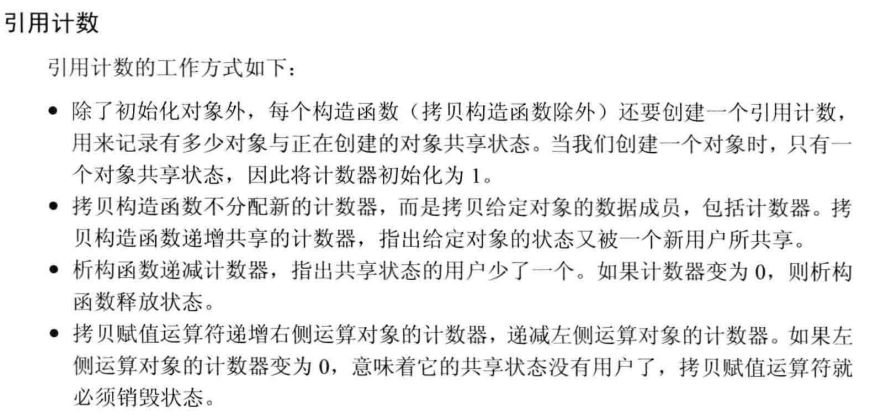 引用计数
引用计数的工作方式如下：
● 除了初始化对象外，每个构造函数（拷贝构造函数除外）还要创建一个引用计数，
用来记录有多少对象与正在创建的对象共享状态。当我们创建一个对象时，只有一
个对象共享状态，因此将计数器初始化为 1。
● 拷贝构造函数不分配新的计数器，而是拷贝给定对象的数据成员，包括计数器。拷
贝构造函数递增共享的计数器，指出给定对象的状态又被一个新用户所共享。
● 析构函数递减计数器，指出共享状态的用户少了一个。如果计数器变为 0，则析构
函数释放状态。
● 拷贝赋值运算符递增右侧运算对象的计数器，递减左侧运算对象的计数器。如果左
侧运算对象的计数器变为 0，意味着它的共享状态没有用户了，拷贝赋值运算符就
必须销毁状态。